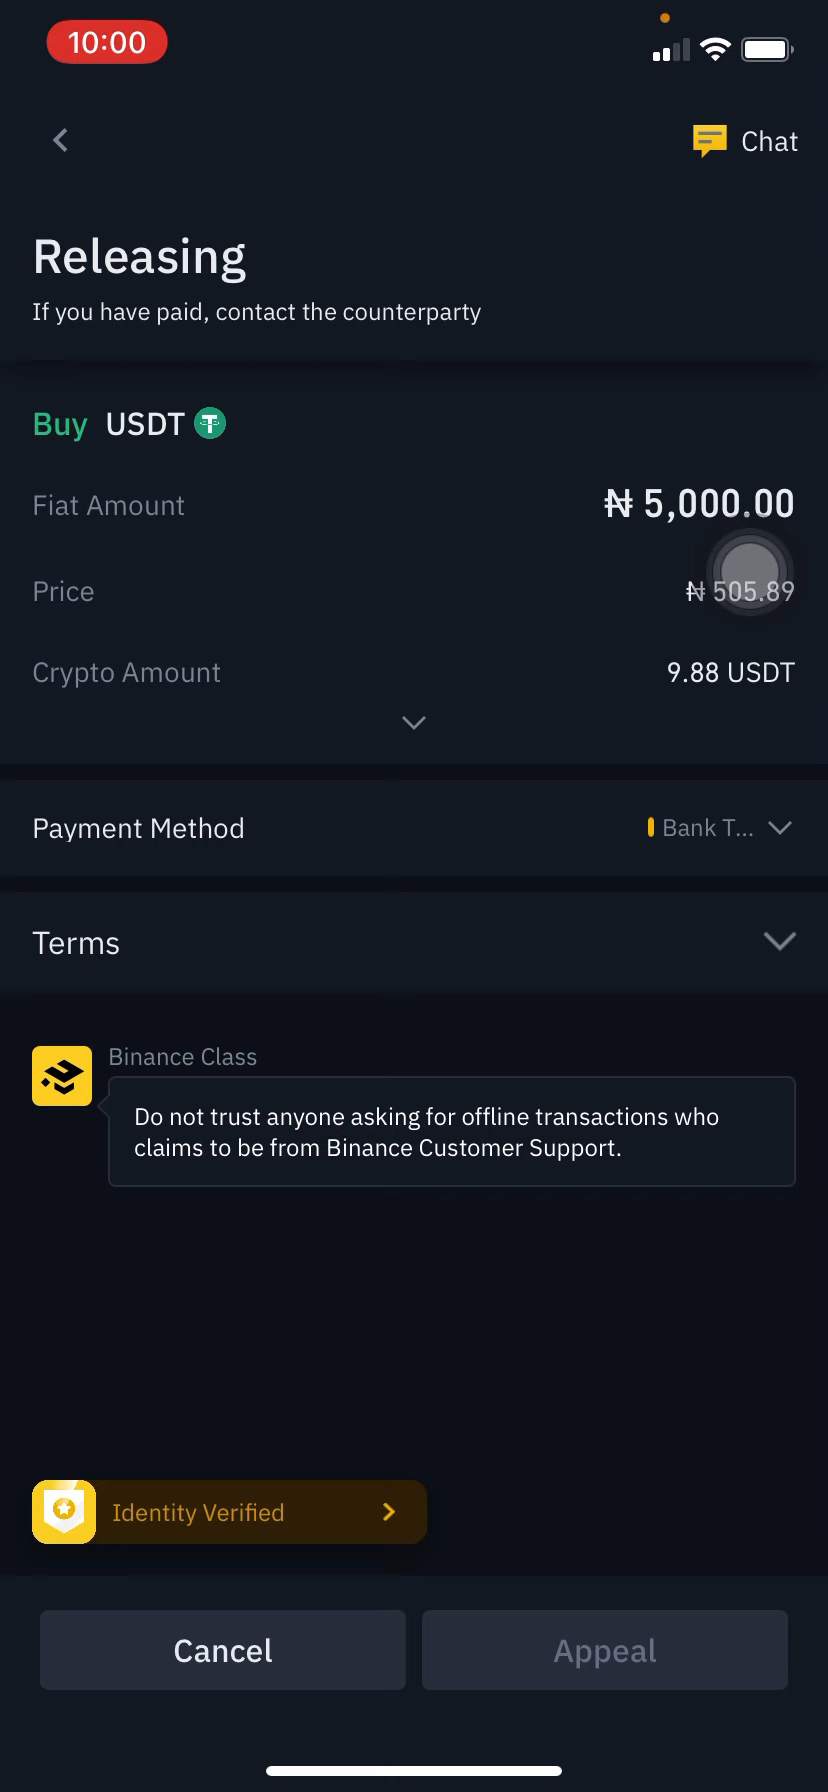 10:00
Chat
Releasing
If you have paid, contact the counterparty
Buy USDT
Fiat Amount ₦ 5,000.00
Price ₦ 505.89
Crypto Amount 9.88 USDT
Payment Method Bank T...
Terms
Binance Class
Do not trust anyone asking for offline transactions who
claims to be from Binance Customer Support.
Identity Verified
Cancel Appeal